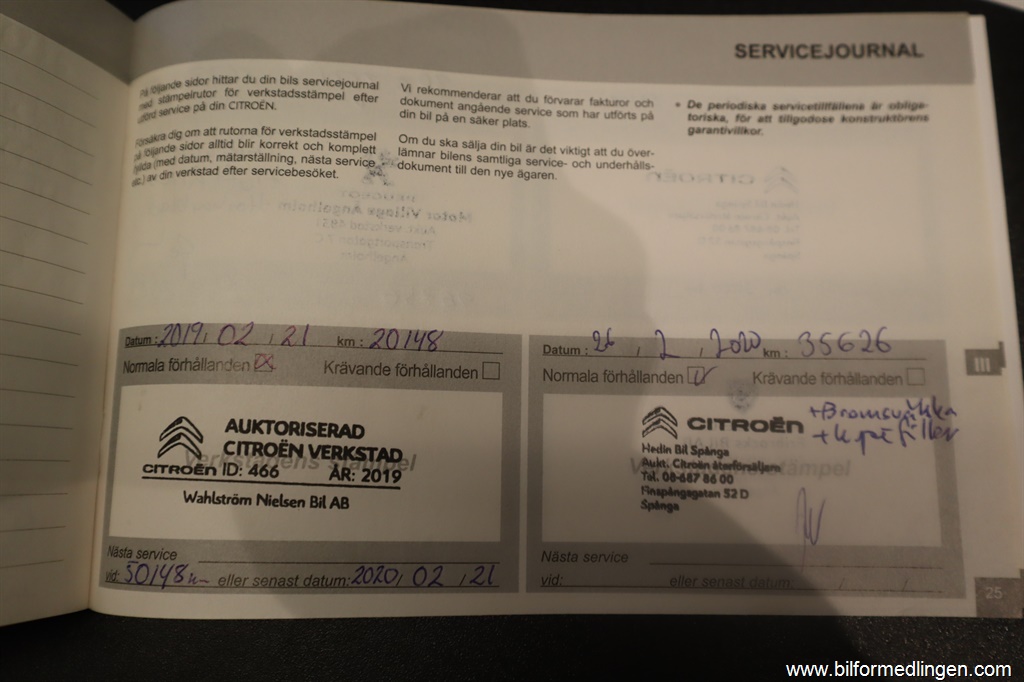 SERVICEJOURNAL
På följande sidor hittar du din bils servicejournal
med stämpelrutor för verkstadsstämpel efter
utförd service på din CITROËN.
Försäkra dig om att rutorna för verkstadsstämpel
på följande sidor alltid blir korrekt och komplett
ifyllda (med datum, mätarställning, nästa service
etc.) av din verkstad efter servicebesöket.
Vi rekommenderar att du förvarar fakturor och
dokument angående service som har utförts på
din bil på en säker plats.
Om du ska sälja din bil är det viktigt att du över-
lämnar bilens samtliga service- och underhålls-
dokument till den nye ägaren.
• De periodiska servicetillfällena är obliga-
toriska, för att tillgodose konstruktörens
garantivillkor.
Datum: 2019, 02, 21 km: 20148
Normala förhållanden Krävande förhållanden
AUKTORISERAD
CITROËN VERKSTAD
Verkstadens stämpel
CITROËN ID: 466 ÅR: 2019
Wahlström Nielsen Bil AB
Nästa service
vid: 50148 eller senast datum: 2020, 02, 21
Datum: 26, 2, 2020 km: 35626
Normala förhållanden Krävande förhållanden
CITROËN
+ Bromsvätska
+ kupéfilter
Hedin Bil Spånga
Aukt. Citroën återförsäljare
Tel. 08-687 86 00
Finspångsgatan 52 D
Spånga
stämpel
Nästa service
vid: eller senast datum: / /
III
25
www.bilformedlingen.com